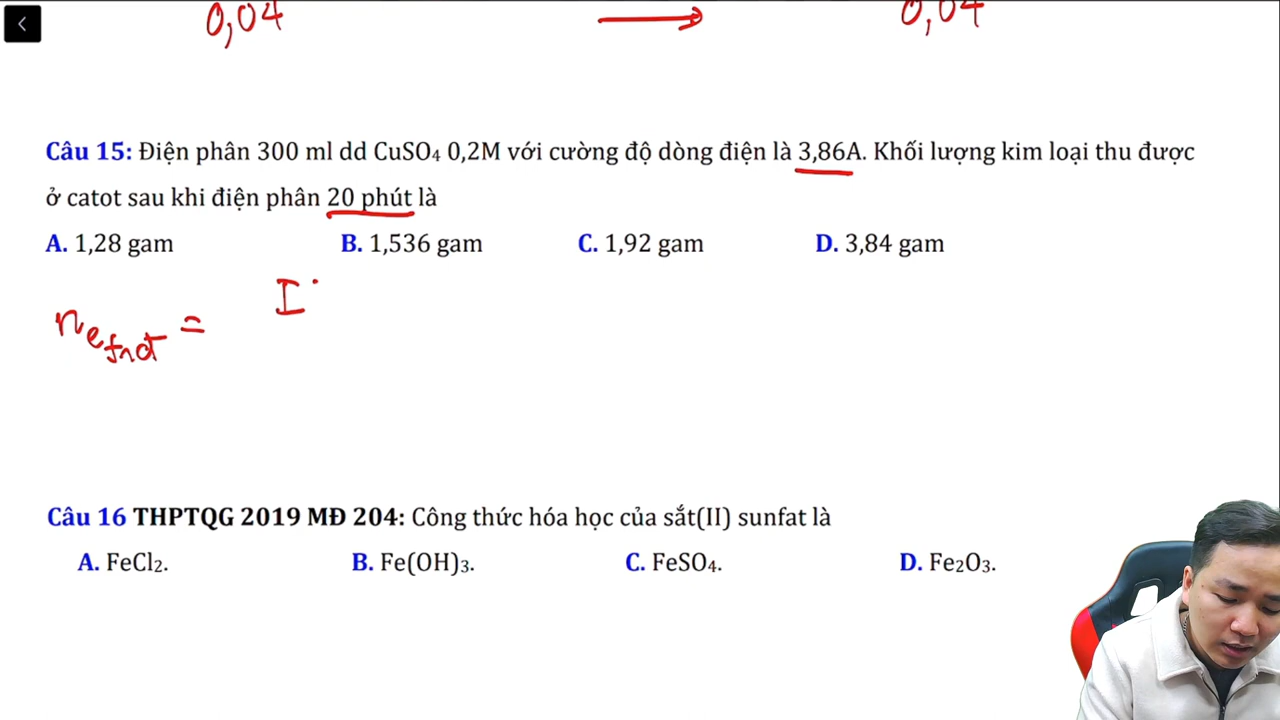 0,04 → 0,04
Câu 15: Điện phân 300 ml dd CuSO₄ 0,2M với cường độ dòng điện là 3,86A. Khối lượng kim loại thu được
ở catot sau khi điện phân 20 phút là
A. 1,28 gam B. 1,536 gam C. 1,92 gam D. 3,84 gam
I
n e =
Câu 16 THPTQG 2019 MĐ 204: Công thức hóa học của sắt(II) sunfat là
A. FeCl₂. B. Fe(OH)₃. C. FeSO₄. D. Fe₂O₃.